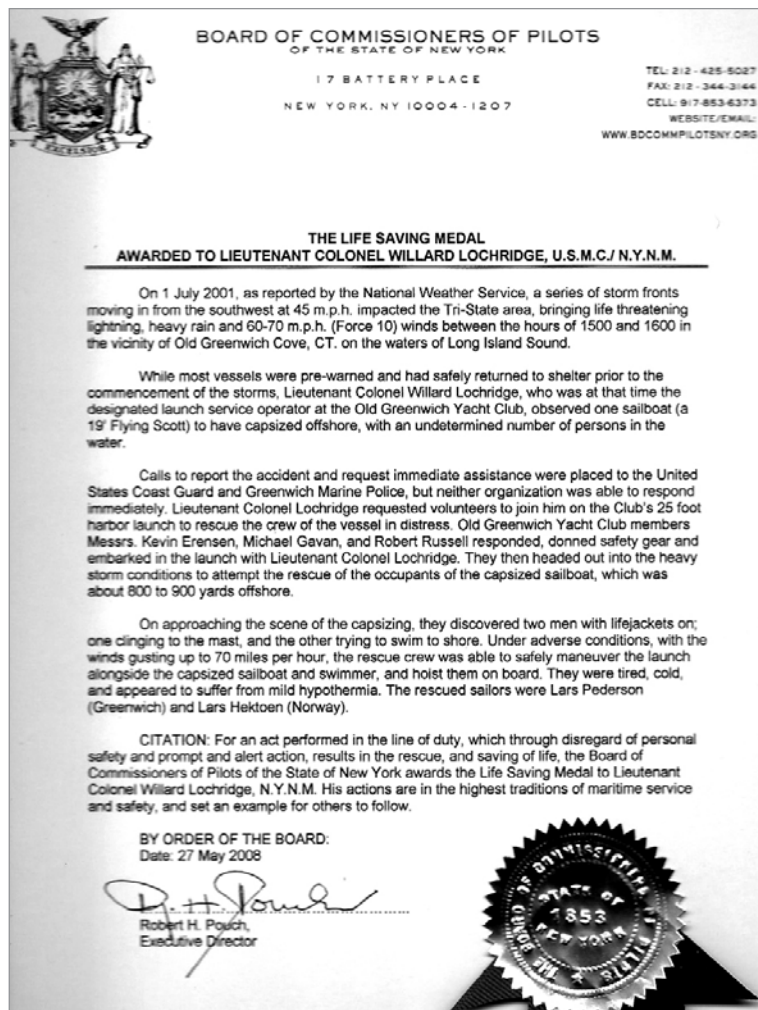 BOARD OF COMMISSIONERS OF PILOTS
OF THE STATE OF NEW YORK
17 BATTERY PLACE
NEW YORK, NY 10004-1207
TEL: 212-425-5027
FAX: 212-344-3144
CELL: 917-853-6373
WEBSITE/EMAIL:
WWW.BDCOMMPILOTSNY.ORG
EXCELSIOR
THE LIFE SAVING MEDAL
AWARDED TO LIEUTENANT COLONEL WILLARD LOCHRIDGE, U.S.M.C./ N.Y.N.M.
On 1 July 2001, as reported by the National Weather Service, a series of storm fronts
moving in from the southwest at 45 m.p.h. impacted the Tri-State area, bringing life threatening
lightning, heavy rain and 60-70 m.p.h. (Force 10) winds between the hours of 1500 and 1600 in
the vicinity of Old Greenwich Cove, CT. on the waters of Long Island Sound.
While most vessels were pre-warned and had safely returned to shelter prior to the
commencement of the storms, Lieutenant Colonel Willard Lochridge, who was at that time the
designated launch service operator at the Old Greenwich Yacht Club, observed one sailboat (a
19' Flying Scott) to have capsized offshore, with an undetermined number of persons in the
water.
Calls to report the accident and request immediate assistance were placed to the United
States Coast Guard and Greenwich Marine Police, but neither organization was able to respond
immediately. Lieutenant Colonel Lochridge requested volunteers to join him on the Club's 25 foot
harbor launch to rescue the crew of the vessel in distress. Old Greenwich Yacht Club members
Messrs. Kevin Erensen, Michael Gavan, and Robert Russell responded, donned safety gear and
embarked in the launch with Lieutenant Colonel Lochridge. They then headed out into the heavy
storm conditions to attempt the rescue of the occupants of the capsized sailboat, which was
about 800 to 900 yards offshore.
On approaching the scene of the capsizing, they discovered two men with lifejackets on;
one clinging to the mast, and the other trying to swim to shore. Under adverse conditions, with the
winds gusting up to 70 miles per hour, the rescue crew was able to safely maneuver the launch
alongside the capsized sailboat and swimmer, and hoist them on board. They were tired, cold,
and appeared to suffer from mild hypothermia. The rescued sailors were Lars Pederson
(Greenwich) and Lars Hektoen (Norway).
CITATION: For an act performed in the line of duty, which through disregard of personal
safety and prompt and alert action, results in the rescue, and saving of life, the Board of
Commissioners of Pilots of the State of New York awards the Life Saving Medal to Lieutenant
Colonel Willard Lochridge, N.Y.N.M. His actions are in the highest traditions of maritime service
and safety, and set an example for others to follow.
BY ORDER OF THE BOARD:
Date: 27 May 2008
R. H. Pouch
Robert H. Pouch,
Executive Director
THE BOARD OF COMMISSIONERS OF PILOTS
STATE OF
1853
NEW YORK